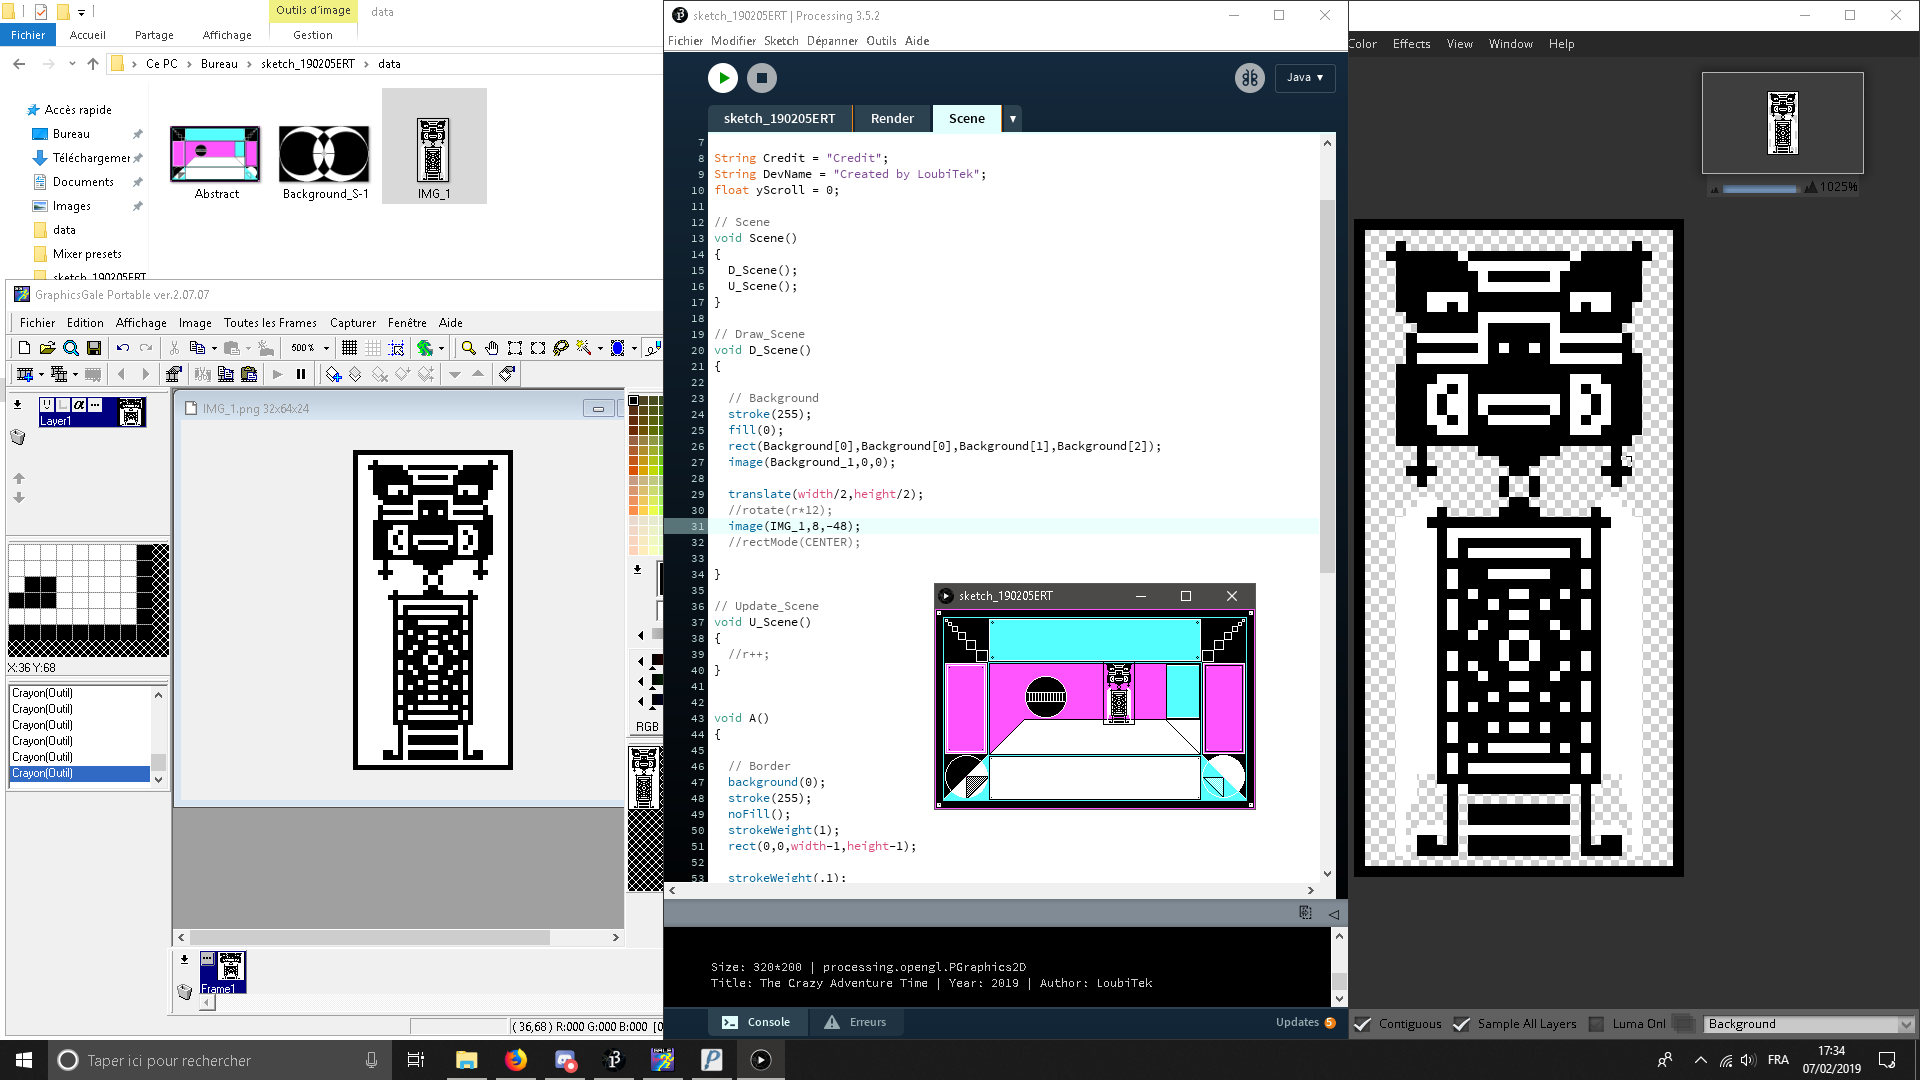 Outils d'image
data
Fichier
Accueil
Partage
Affichage
Gestion
Ce PC
Bureau
sketch_190205ERT
data
Accès rapide
Bureau
Téléchargemer
Documents
Images
data
Mixer presets
sketch_190205ERT
Abstract
Background_S-1
IMG_1
GraphicsGale Portable ver.2.07.07
Fichier Edition Affichage Image Toutes les Frames Capturer Fenêtre Aide
500 %
Layer1
IMG_1.png 32x64x24
X:36 Y:68
Crayon(Outil)
Crayon(Outil)
Crayon(Outil)
Crayon(Outil)
Crayon(Outil)
Crayon(Outil)
RGB
Frame1
( 36,68 ) R:000 G:000 B:000 [0
sketch_190205ERT | Processing 3.5.2
Fichier Modifier Sketch Dépanner Outils Aide
Java ▾
sketch_190205ERT
Render
Scene
7
8 String Credit = "Credit";
9 String DevName = "Created by LoubiTek";
10 float yScroll = 0;
11
12 // Scene
13 void Scene()
14 {
15 D_Scene();
16 U_Scene();
17 }
18
19 // Draw_Scene
20 void D_Scene()
21 {
22
23 // Background
24 stroke(255);
25 fill(0);
26 rect(Background[0],Background[0],Background[1],Background[2]);
27 image(Background_1,0,0);
28
29 translate(width/2,height/2);
30 //rotate(r*12);
31 image(IMG_1,8,-48);
32 //rectMode(CENTER);
33
34 }
35
36 // Update_Scene
37 void U_Scene()
38 {
39 //r++;
40 }
41
42
43 void A()
44 {
45
46 // Border
47 background(0);
48 stroke(255);
49 noFill();
50 strokeWeight(1);
51 rect(0,0,width-1,height-1);
52
53 strokeWeight(.1);
sketch_190205ERT
Size: 320*200 | processing.opengl.PGraphics2D
Title: The Crazy Adventure Time | Year: 2019 | Author: LoubiTek
Console
Erreurs
Updates 5
Color Effects View Window Help
1025%
Contiguous
Sample All Layers
Luma Onl
Background
Taper ici pour rechercher
FRA
17:34
07/02/2019